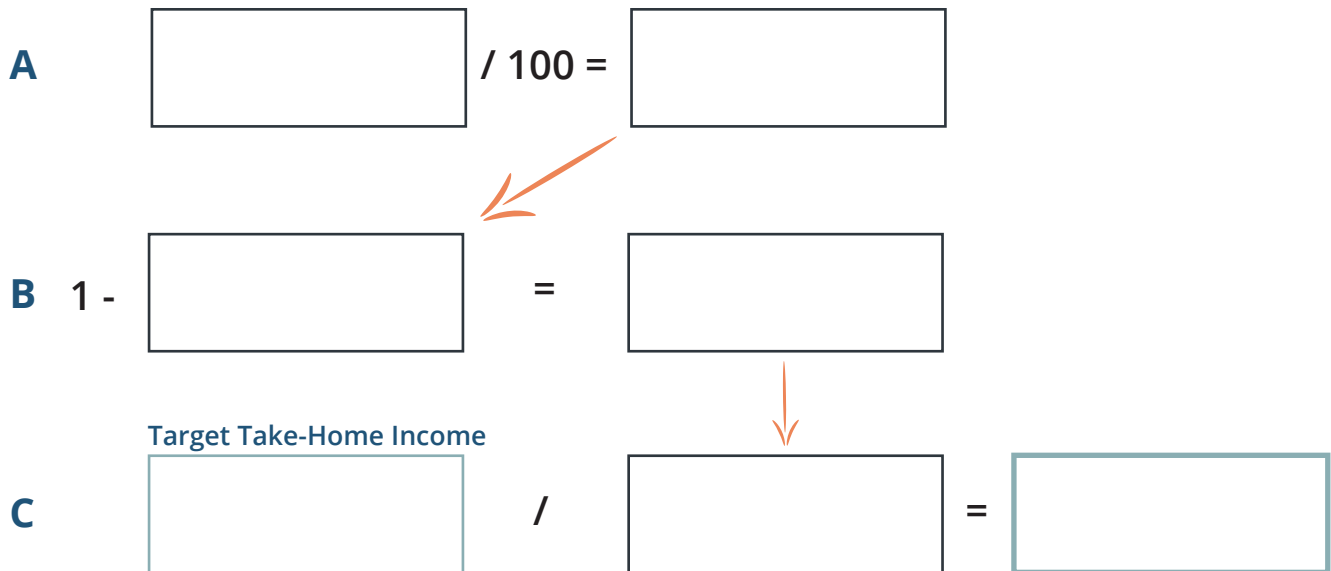 A / 100 =
B 1 - =
Target Take-Home Income
C / =